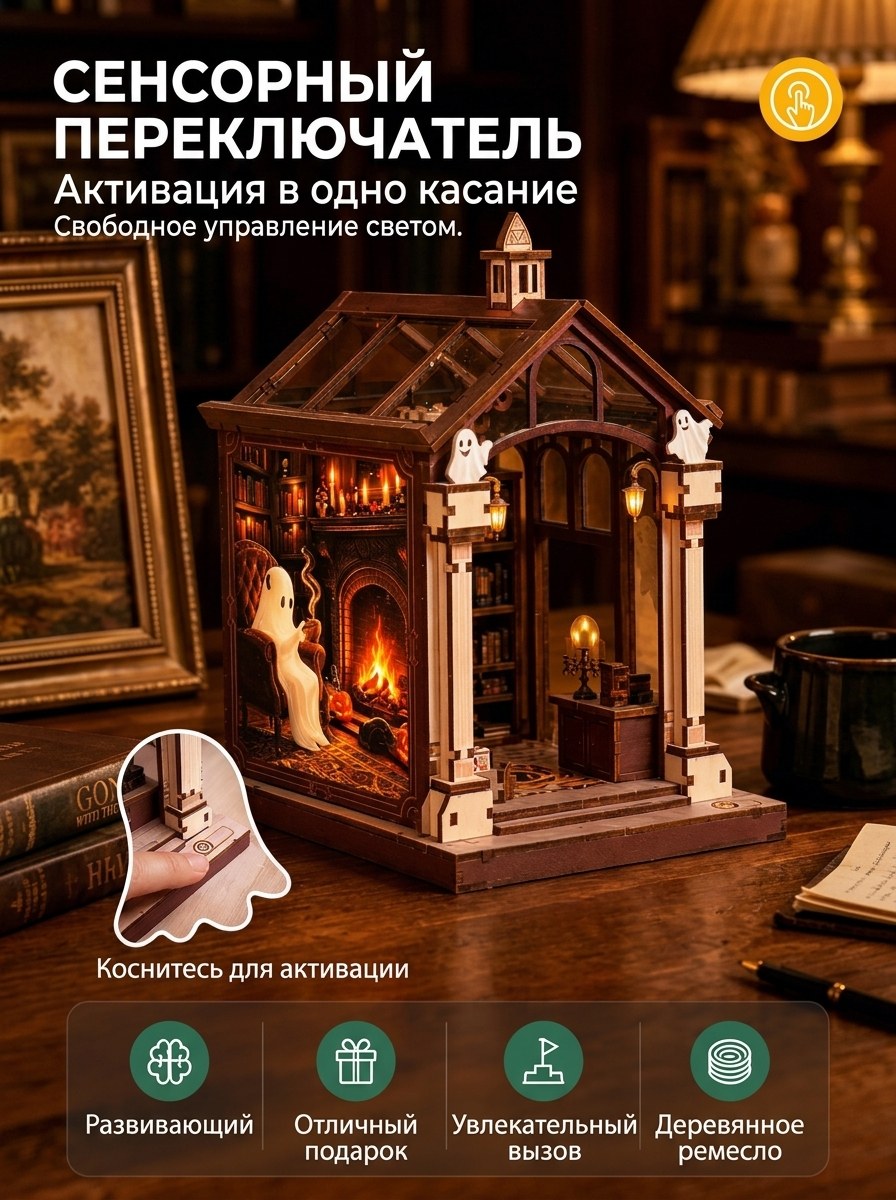 СЕНСОРНЫЙ
ПЕРЕКЛЮЧАТЕЛЬ
Активация в одно касание
Свободное управление светом.
Коснитесь для активации
Развивающий
Отличный
подарок
Увлекательный
вызов
Деревянное
ремесло